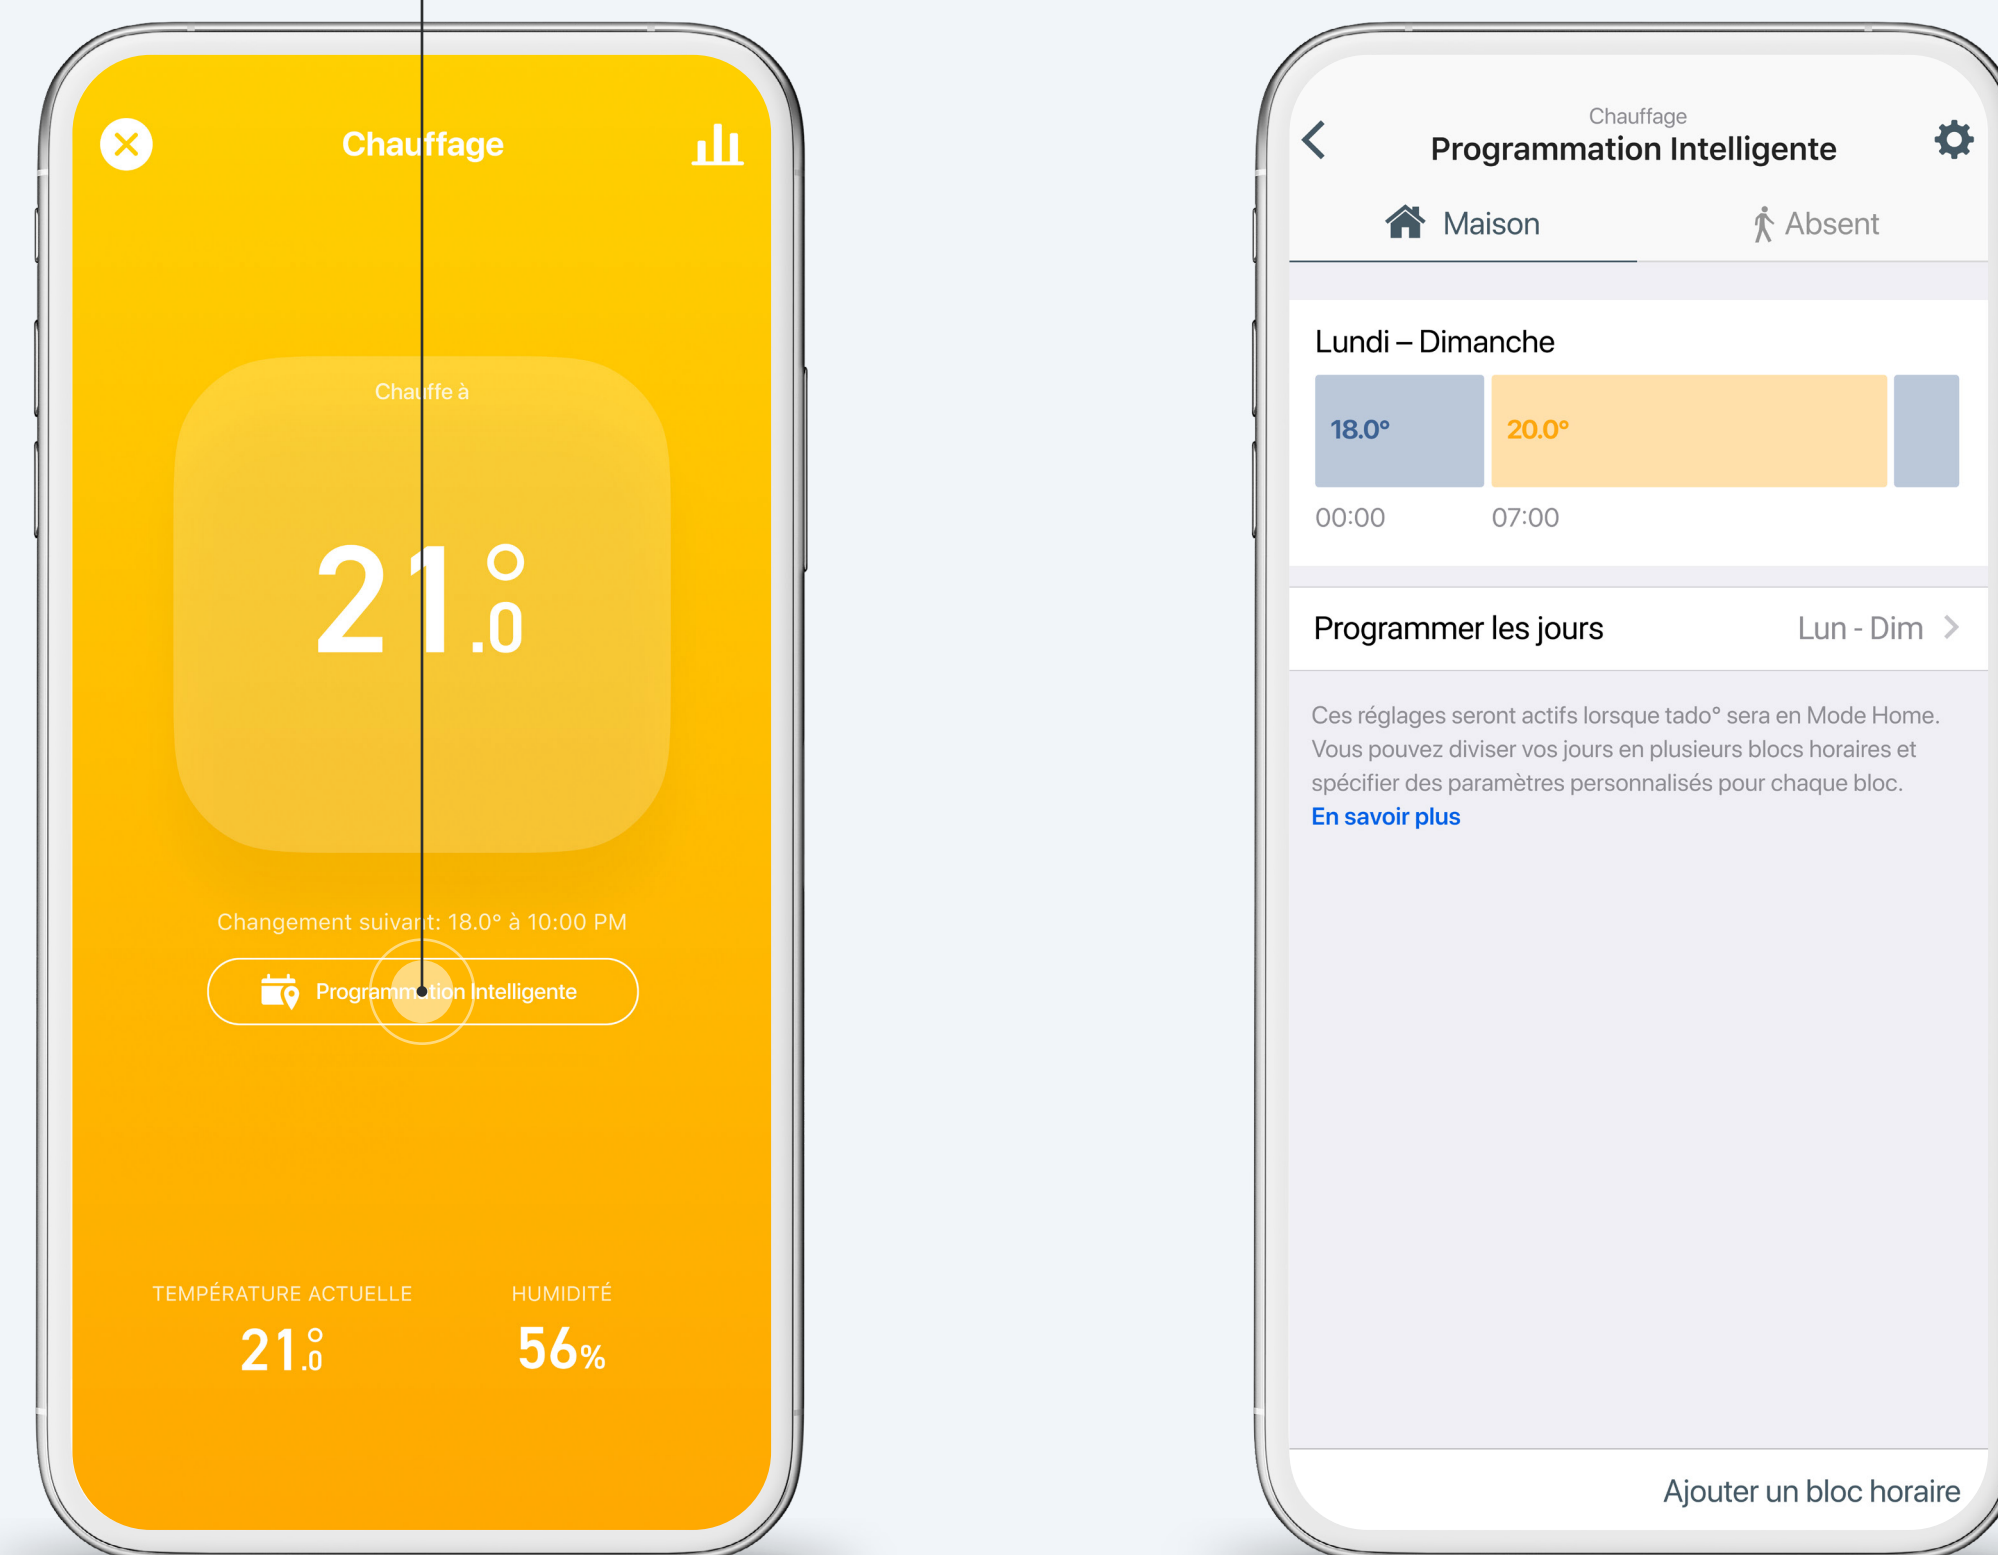 Chauffage
Chauffe à
21.0°
Changement suivant: 18.0° à 10:00 PM
Programmation Intelligente
TEMPÉRATURE ACTUELLE
21.0°
HUMIDITÉ
56%
Chauffage
Programmation Intelligente
Maison
Absent
Lundi – Dimanche
18.0°
20.0°
00:00
07:00
Programmer les jours
Lun - Dim
Ces réglages seront actifs lorsque tado° sera en Mode Home.
Vous pouvez diviser vos jours en plusieurs blocs horaires et
spécifier des paramètres personnalisés pour chaque bloc.
En savoir plus
Ajouter un bloc horaire